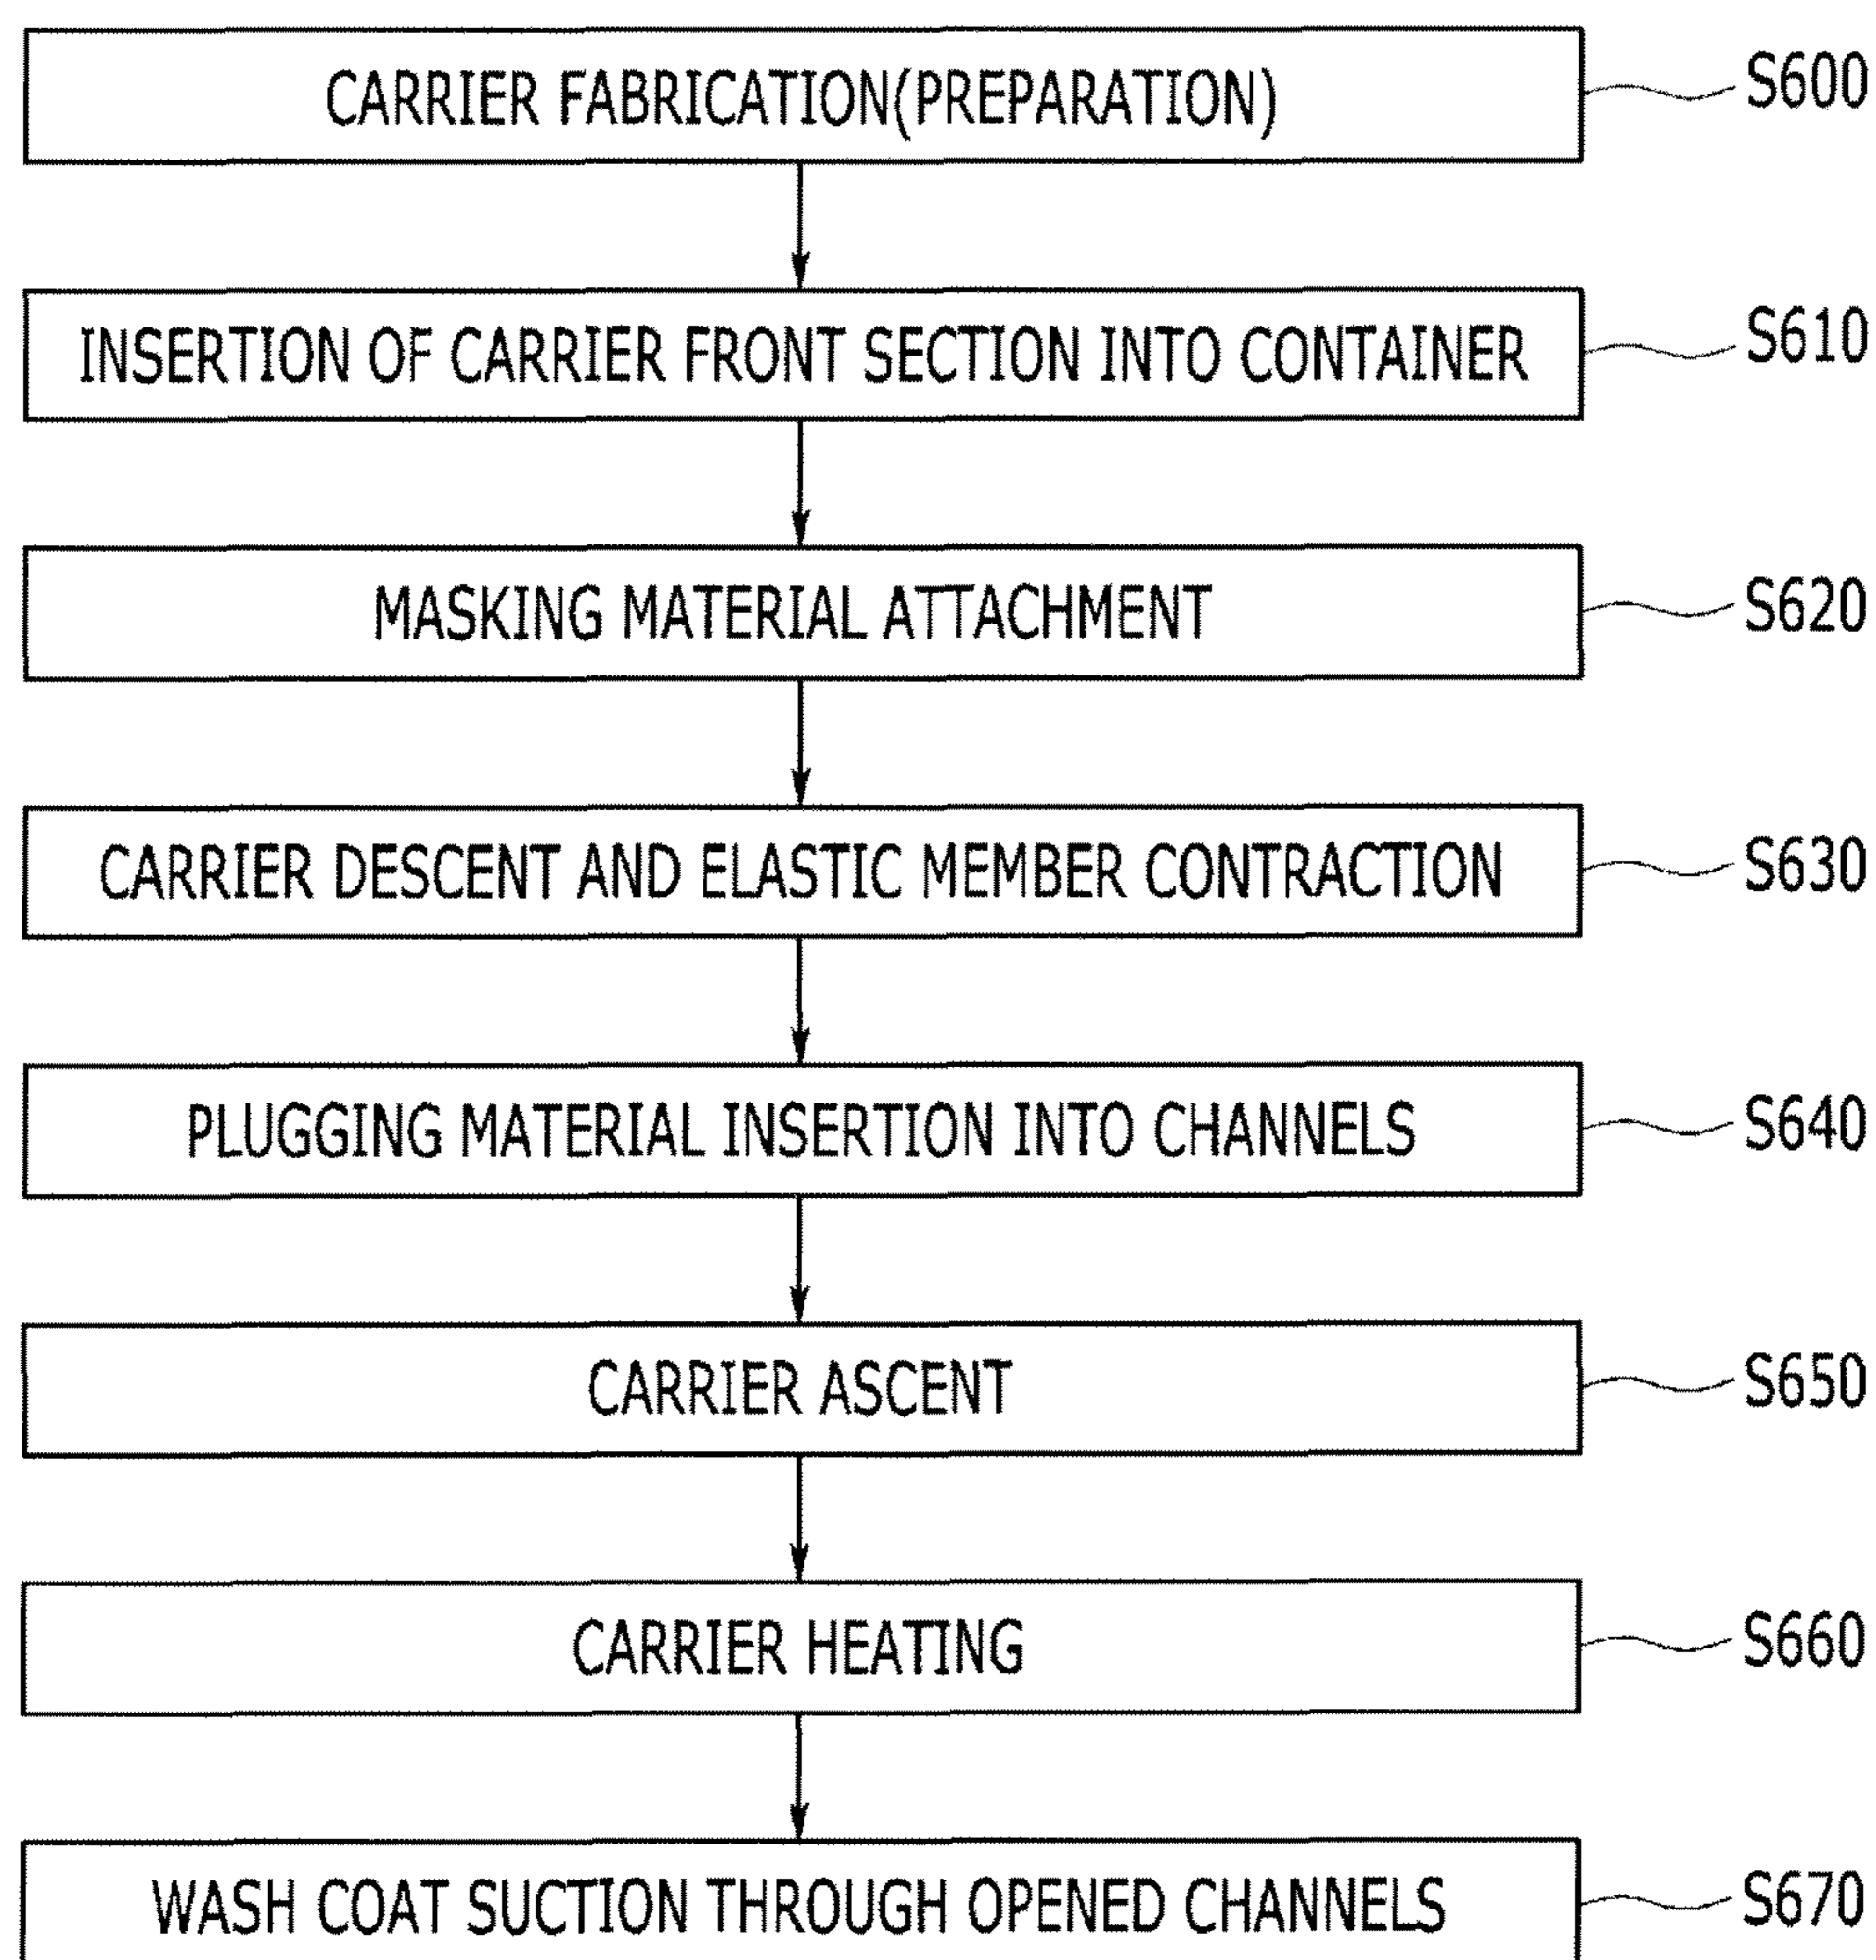 CARRIER FABRICATION(PREPARATION) S600
INSERTION OF CARRIER FRONT SECTION INTO CONTAINER S610
MASKING MATERIAL ATTACHMENT S620
CARRIER DESCENT AND ELASTIC MEMBER CONTRACTION S630
PLUGGING MATERIAL INSERTION INTO CHANNELS S640
CARRIER ASCENT S650
CARRIER HEATING S660
WASH COAT SUCTION THROUGH OPENED CHANNELS S670